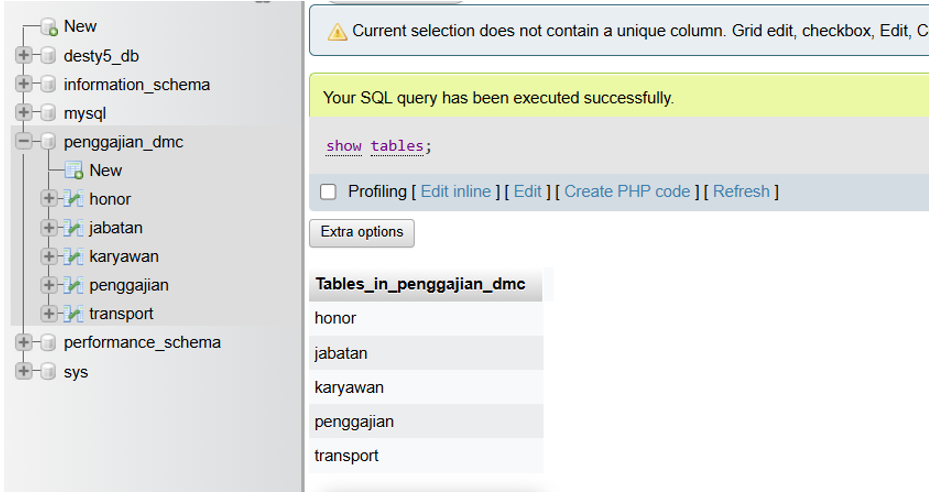 New
desty5_db
information_schema
mysql
penggajian_dmc
New
honor
jabatan
karyawan
penggajian
transport
performance_schema
sys
Current selection does not contain a unique column. Grid edit, checkbox, Edit, C
Your SQL query has been executed successfully.
show tables;
Profiling [ Edit inline ] [ Edit ] [ Create PHP code ] [ Refresh ]
Extra options
Tables_in_penggajian_dmc
honor
jabatan
karyawan
penggajian
transport